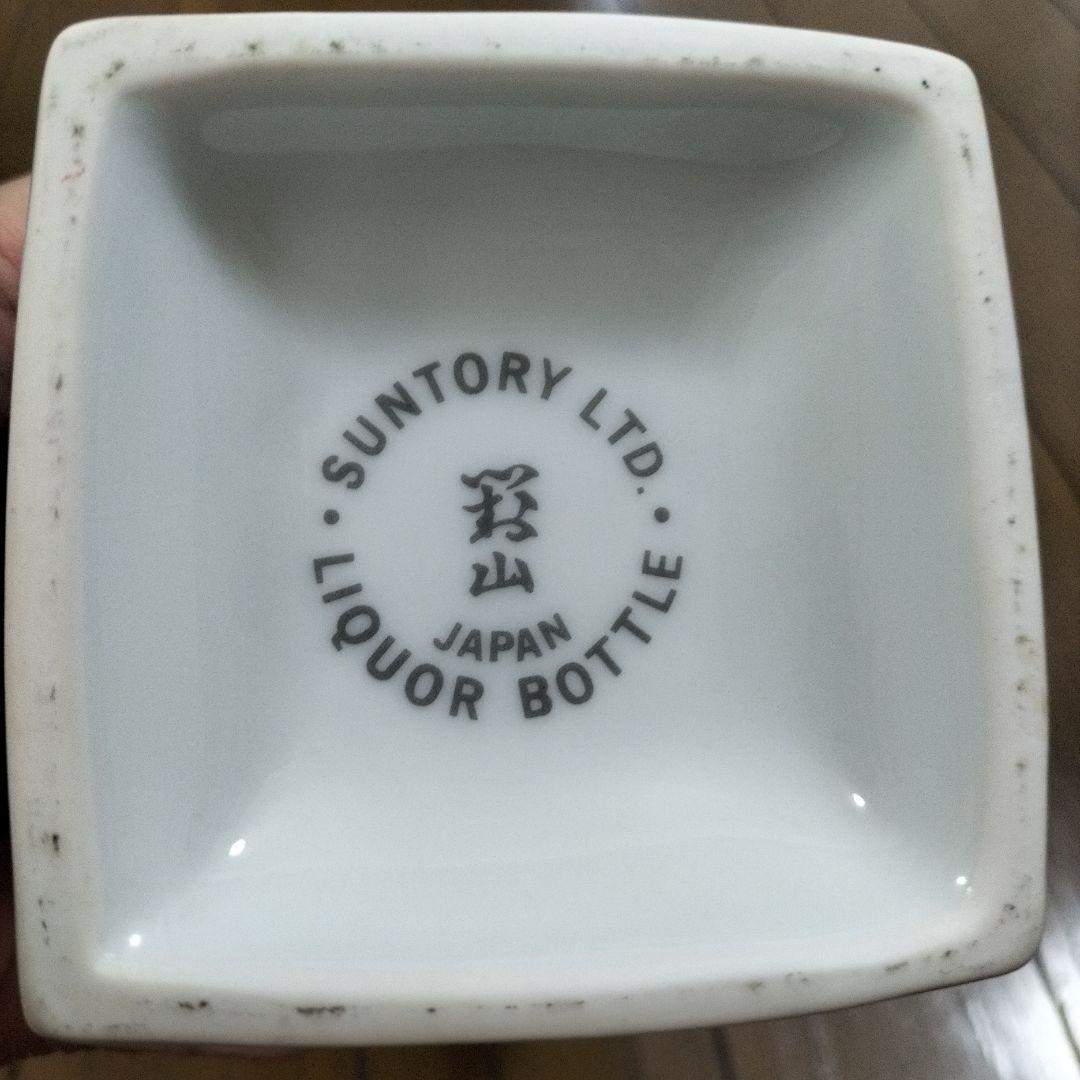 SUNTORY LTD.
JAPAN
LIQUOR BOTTLE